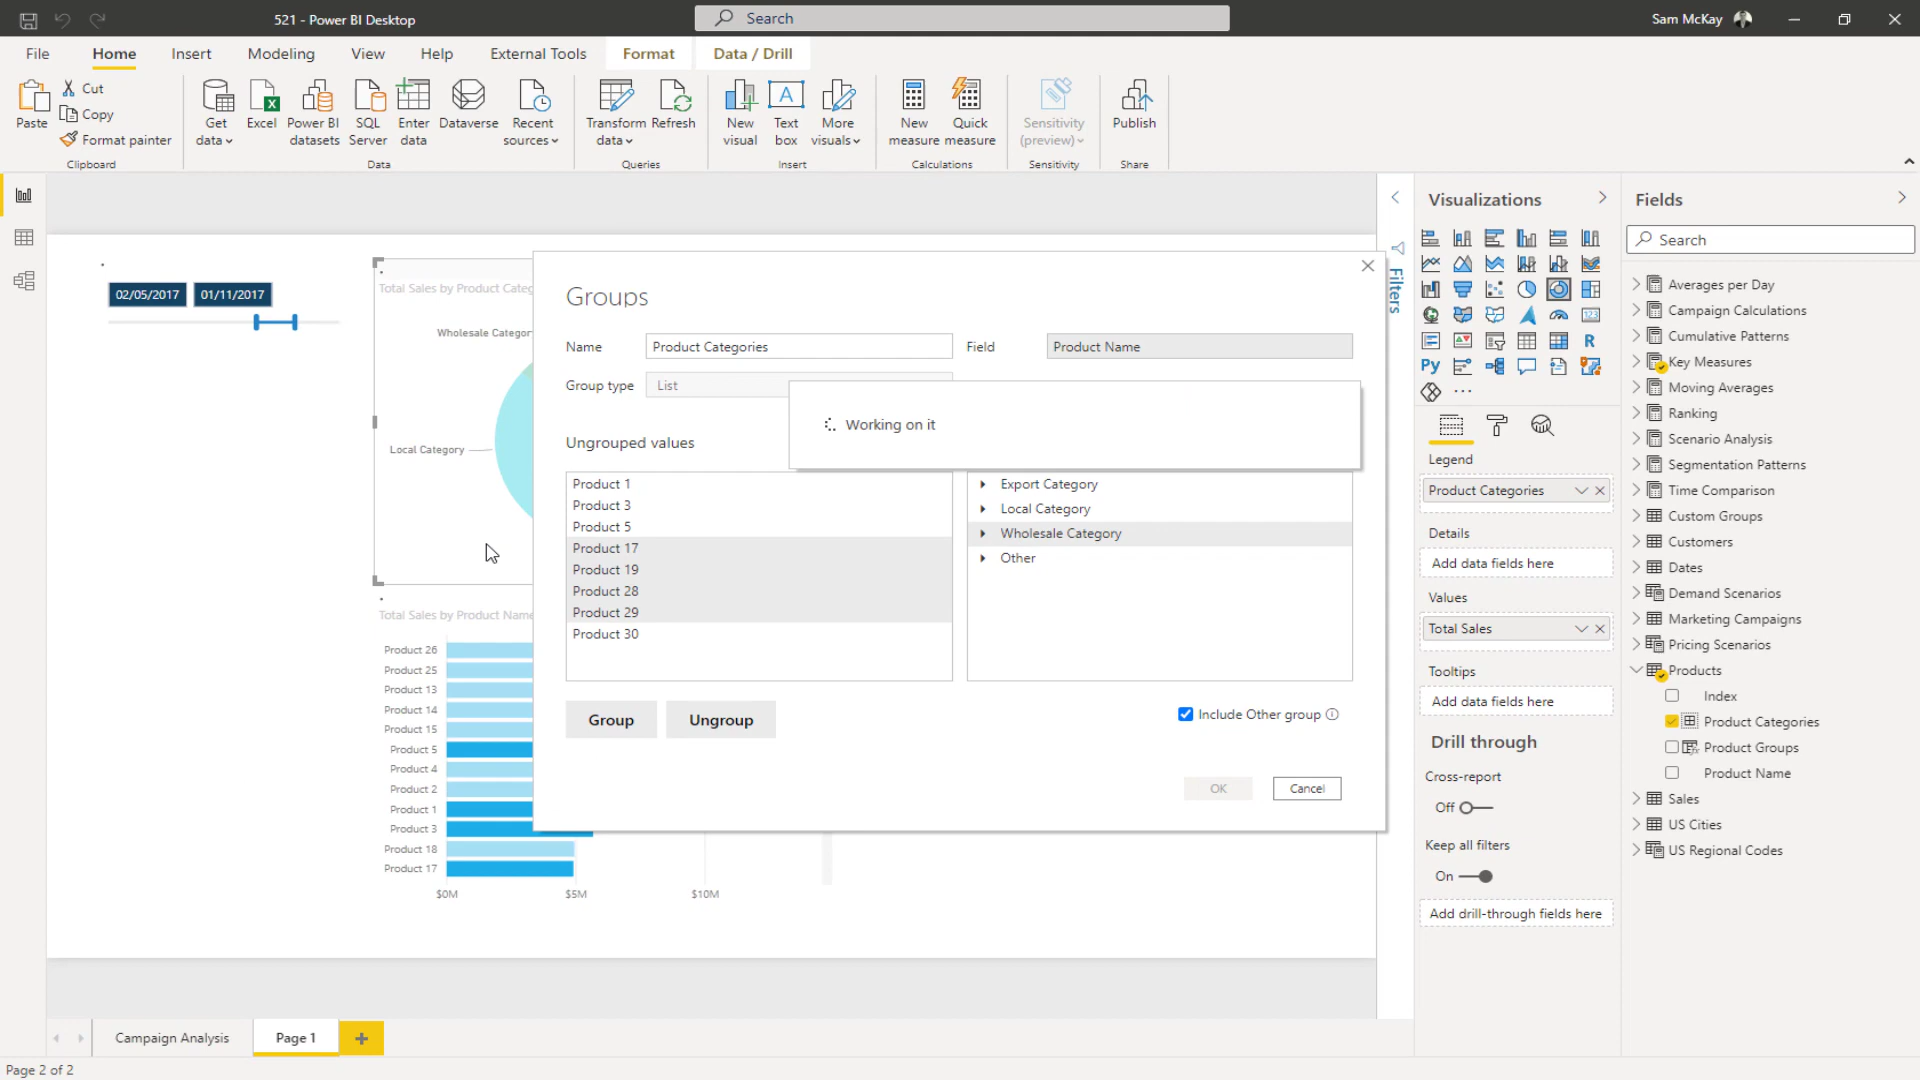 521 - Power BI Desktop
Search
Sam McKay
File
Home
Insert
Modeling
View
Help
External Tools
Format
Data / Drill
Paste
Cut
Copy
Format painter
Clipboard
Get data
Excel
Power BI datasets
SQL Server
Enter data
Dataverse
Recent sources
Data
Transform data
Refresh
Queries
New visual
Text box
More visuals
Insert
New measure
Quick measure
Calculations
Sensitivity (preview)
Sensitivity
Publish
Share
02/05/2017
01/11/2017
Total Sales by Product Categ
Wholesale Categor
Local Category
Total Sales by Product Name
Product 26
Product 25
Product 13
Product 14
Product 15
Product 5
Product 4
Product 2
Product 1
Product 3
Product 18
Product 17
$0M
$5M
$10M
Groups
Name
Product Categories
Field
Product Name
Group type
List
Working on it
Ungrouped values
Product 1
Product 3
Product 5
Product 17
Product 19
Product 28
Product 29
Product 30
Export Category
Local Category
Wholesale Category
Other
Group
Ungroup
Include Other group
OK
Cancel
Filters
Visualizations
R
Py
123
Legend
Product Categories
Details
Add data fields here
Values
Total Sales
Tooltips
Add data fields here
Drill through
Cross-report
Off
Keep all filters
On
Add drill-through fields here
Fields
Search
Averages per Day
Campaign Calculations
Cumulative Patterns
Key Measures
Moving Averages
Ranking
Scenario Analysis
Segmentation Patterns
Time Comparison
Custom Groups
Customers
Dates
Demand Scenarios
Marketing Campaigns
Pricing Scenarios
Products
Index
Product Categories
Product Groups
Product Name
Sales
US Cities
US Regional Codes
Campaign Analysis
Page 1
Page 2 of 2